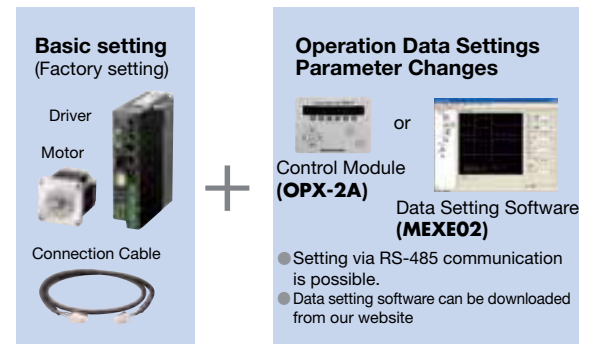 Basic setting
(Factory setting)
Driver
Motor
Connection Cable
+
Operation Data Settings
Parameter Changes
or
Control Module
(OPX-2A)
Data Setting Software
(MEXE02)
● Setting via RS-485 communication
is possible.
● Data setting software can be downloaded
from our website